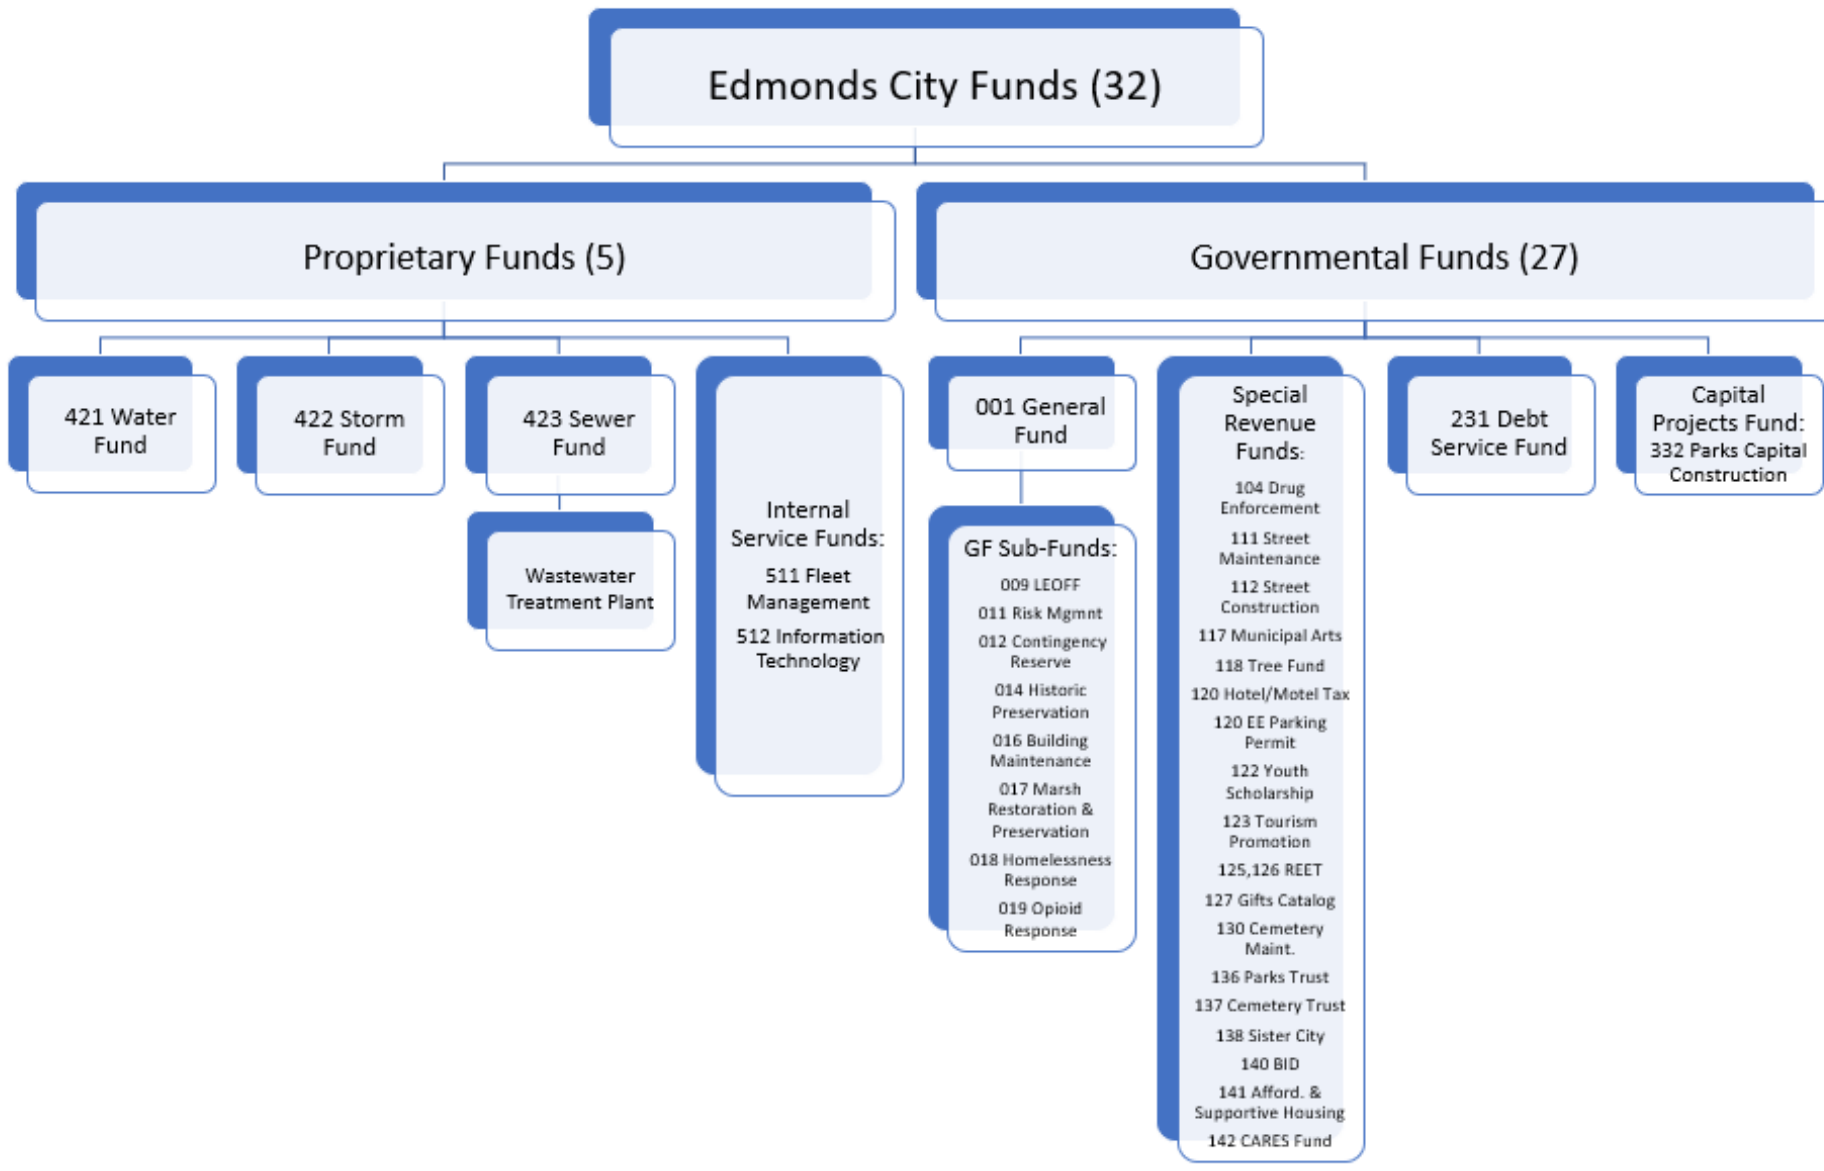 Edmonds City Funds (32)
Proprietary Funds (5)
Governmental Funds (27)
421 Water
Fund
422 Storm
Fund
423 Sewer
Fund
Wastewater
Treatment Plant
Internal
Service Funds:
511 Fleet
Management
512 Information
Technology
001 General
Fund
GF Sub-Funds:
009 LEOFF
011 Risk Mgmnt
012 Contingency
Reserve
014 Historic
Preservation
016 Building
Maintenance
017 Marsh
Restoration &
Preservation
018 Homelessness
Response
019 Opioid
Response
Special
Revenue
Funds:
104 Drug
Enforcement
111 Street
Maintenance
112 Street
Construction
117 Municipal Arts
118 Tree Fund
120 Hotel/Motel Tax
120 EE Parking
Permit
122 Youth
Scholarship
123 Tourism
Promotion
125,126 REET
127 Gifts Catalog
130 Cemetery
Maint.
136 Parks Trust
137 Cemetery Trust
138 Sister City
140 BID
141 Afford. &
Supportive Housing
142 CARES Fund
231 Debt
Service Fund
Capital
Projects Fund:
332 Parks Capital
Construction